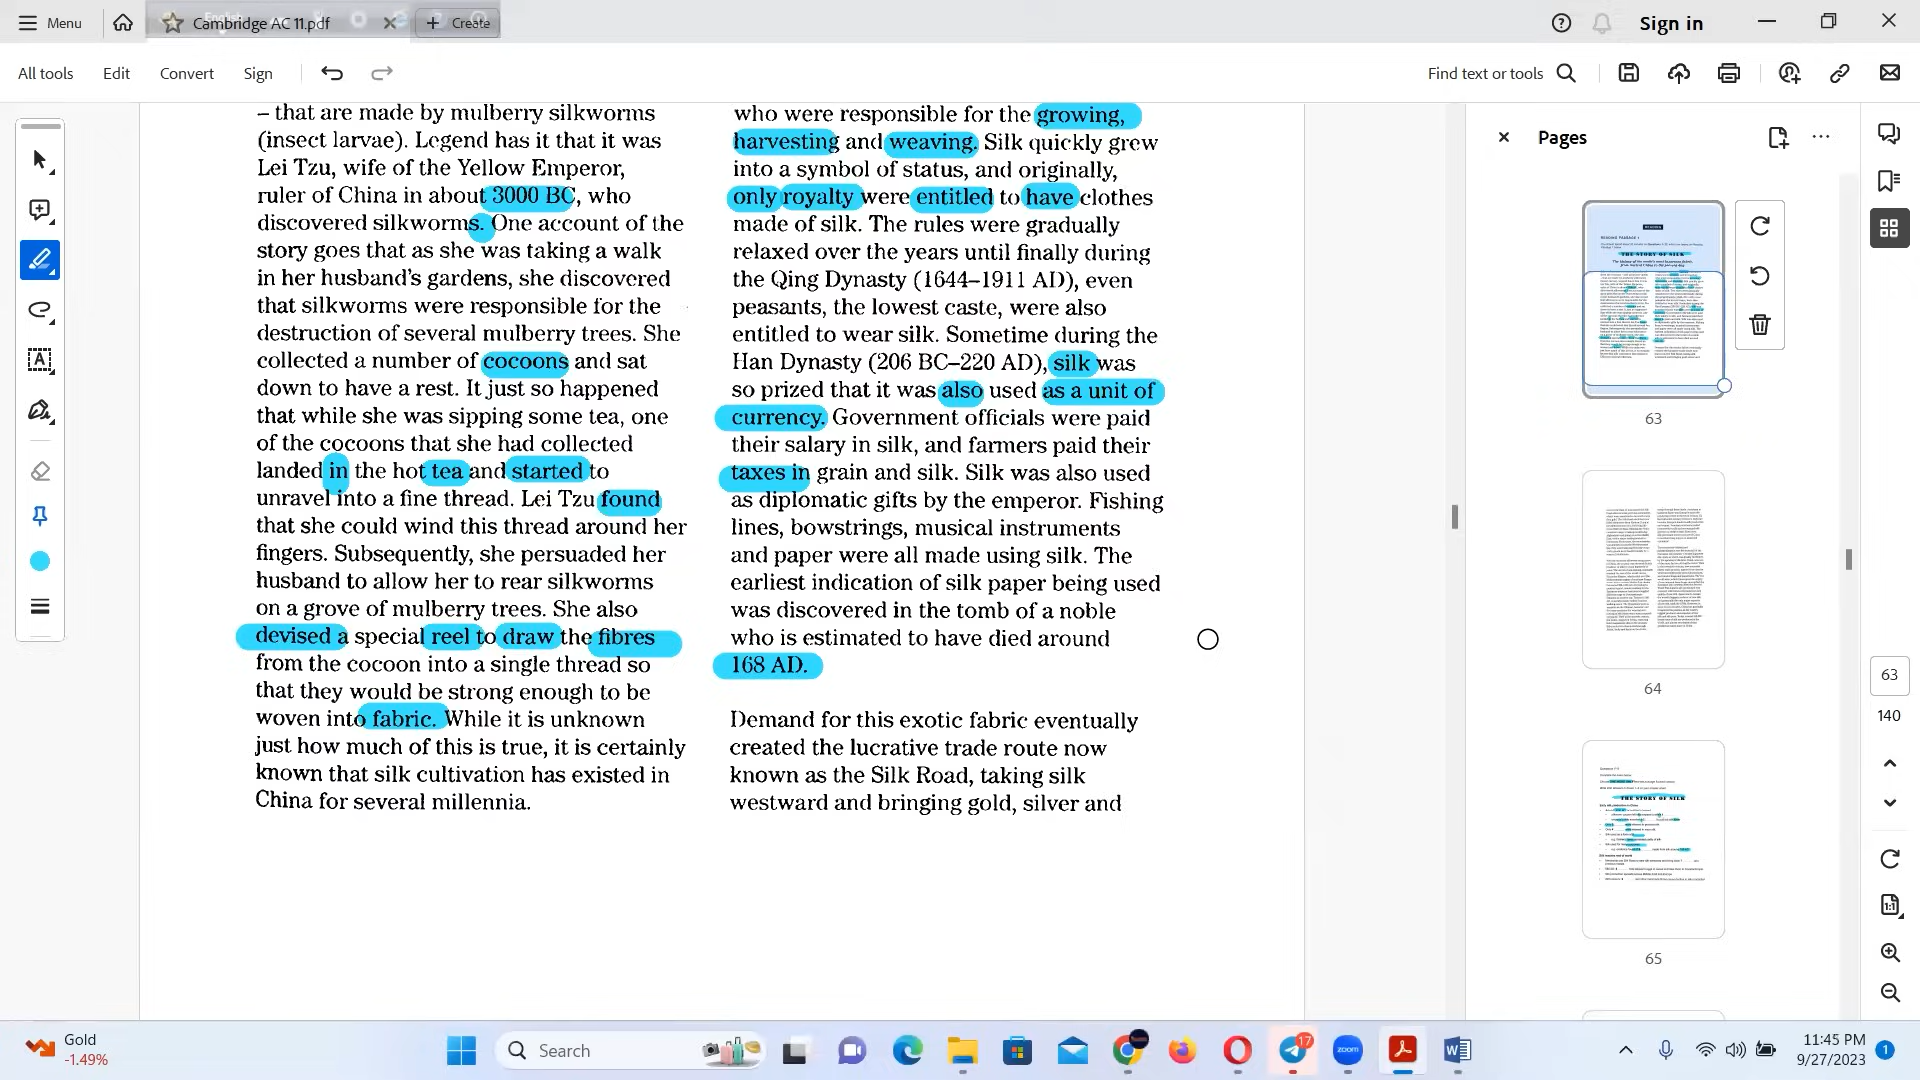 Menu
Cambridge AC 11.pdf
Create
Sign in
All tools
Edit
Convert
Sign
Find text or tools
– that are made by mulberry silkworms
(insect larvae). Legend has it that it was
Lei Tzu, wife of the Yellow Emperor,
ruler of China in about 3000 BC, who
discovered silkworms. One account of the
story goes that as she was taking a walk
in her husband's gardens, she discovered
that silkworms were responsible for the
destruction of several mulberry trees. She
collected a number of cocoons and sat
down to have a rest. It just so happened
that while she was sipping some tea, one
of the cocoons that she had collected
landed in the hot tea and started to
unravel into a fine thread. Lei Tzu found
that she could wind this thread around her
fingers. Subsequently, she persuaded her
husband to allow her to rear silkworms
on a grove of mulberry trees. She also
devised a special reel to draw the fibres
from the cocoon into a single thread so
that they would be strong enough to be
woven into fabric. While it is unknown
just how much of this is true, it is certainly
known that silk cultivation has existed in
China for several millennia.
who were responsible for the growing,
harvesting and weaving. Silk quickly grew
into a symbol of status, and originally,
only royalty were entitled to have clothes
made of silk. The rules were gradually
relaxed over the years until finally during
the Qing Dynasty (1644–1911 AD), even
peasants, the lowest caste, were also
entitled to wear silk. Sometime during the
Han Dynasty (206 BC–220 AD), silk was
so prized that it was also used as a unit of
currency. Government officials were paid
their salary in silk, and farmers paid their
taxes in grain and silk. Silk was also used
as diplomatic gifts by the emperor. Fishing
lines, bowstrings, musical instruments
and paper were all made using silk. The
earliest indication of silk paper being used
was discovered in the tomb of a noble
who is estimated to have died around
168 AD.
Demand for this exotic fabric eventually
created the lucrative trade route now
known as the Silk Road, taking silk
westward and bringing gold, silver and
Pages
THE STORY OF SILK
63
64
THE STORY OF SILK
65
63
140
Gold
-1.49%
Search
17
zoom
11:45 PM
9/27/2023
1